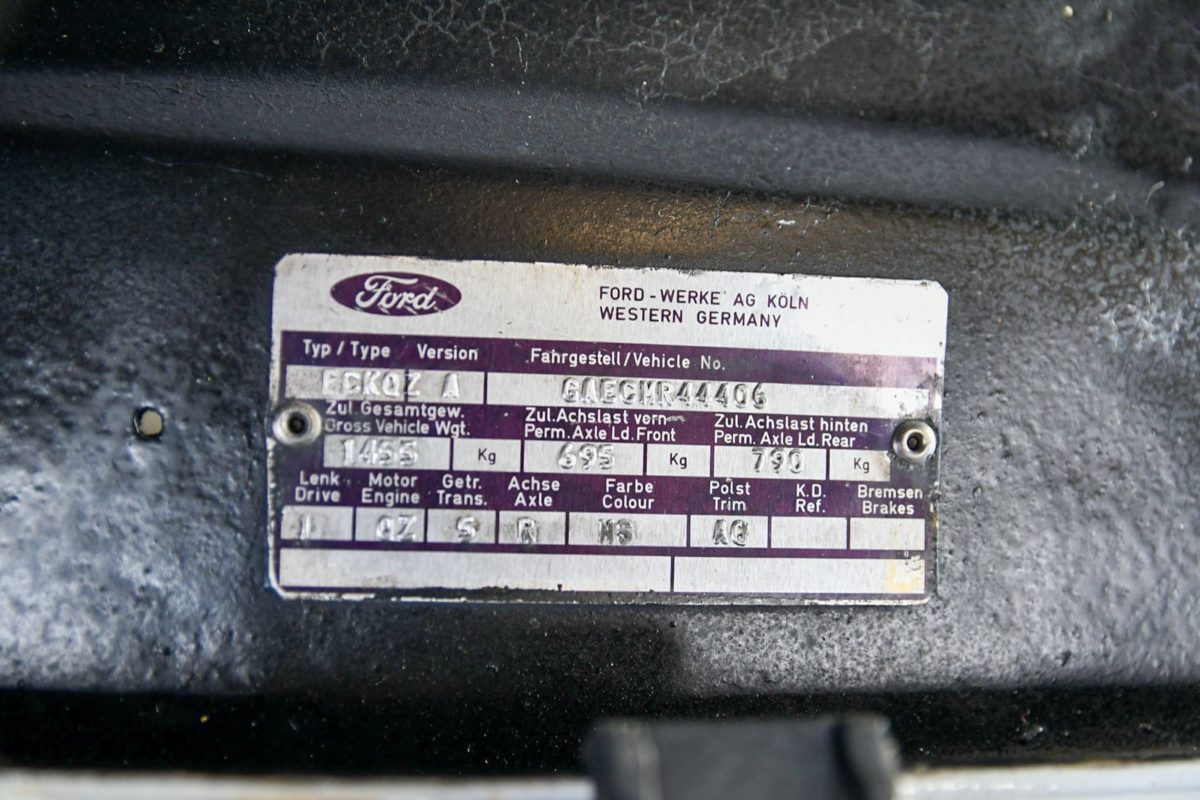 Ford
FORD-WERKE AG KÖLN
WESTERN GERMANY
Typ / Type Version Fahrgestell/Vehicle No.
ECKQZ A GAECMR44406
Zul. Gesamtgew. Zul. Achslast vorn Zul. Achslast hinten
Gross Vehicle Wgt. Perm. Axle Ld. Front Perm. Axle Ld. Rear
1455 Kg 695 Kg 790 Kg
Lenk Motor Getr. Achse Farbe Polst K.D. Bremsen
Drive Engine Trans. Axle Colour Trim Ref. Brakes
1 QZ 5 R